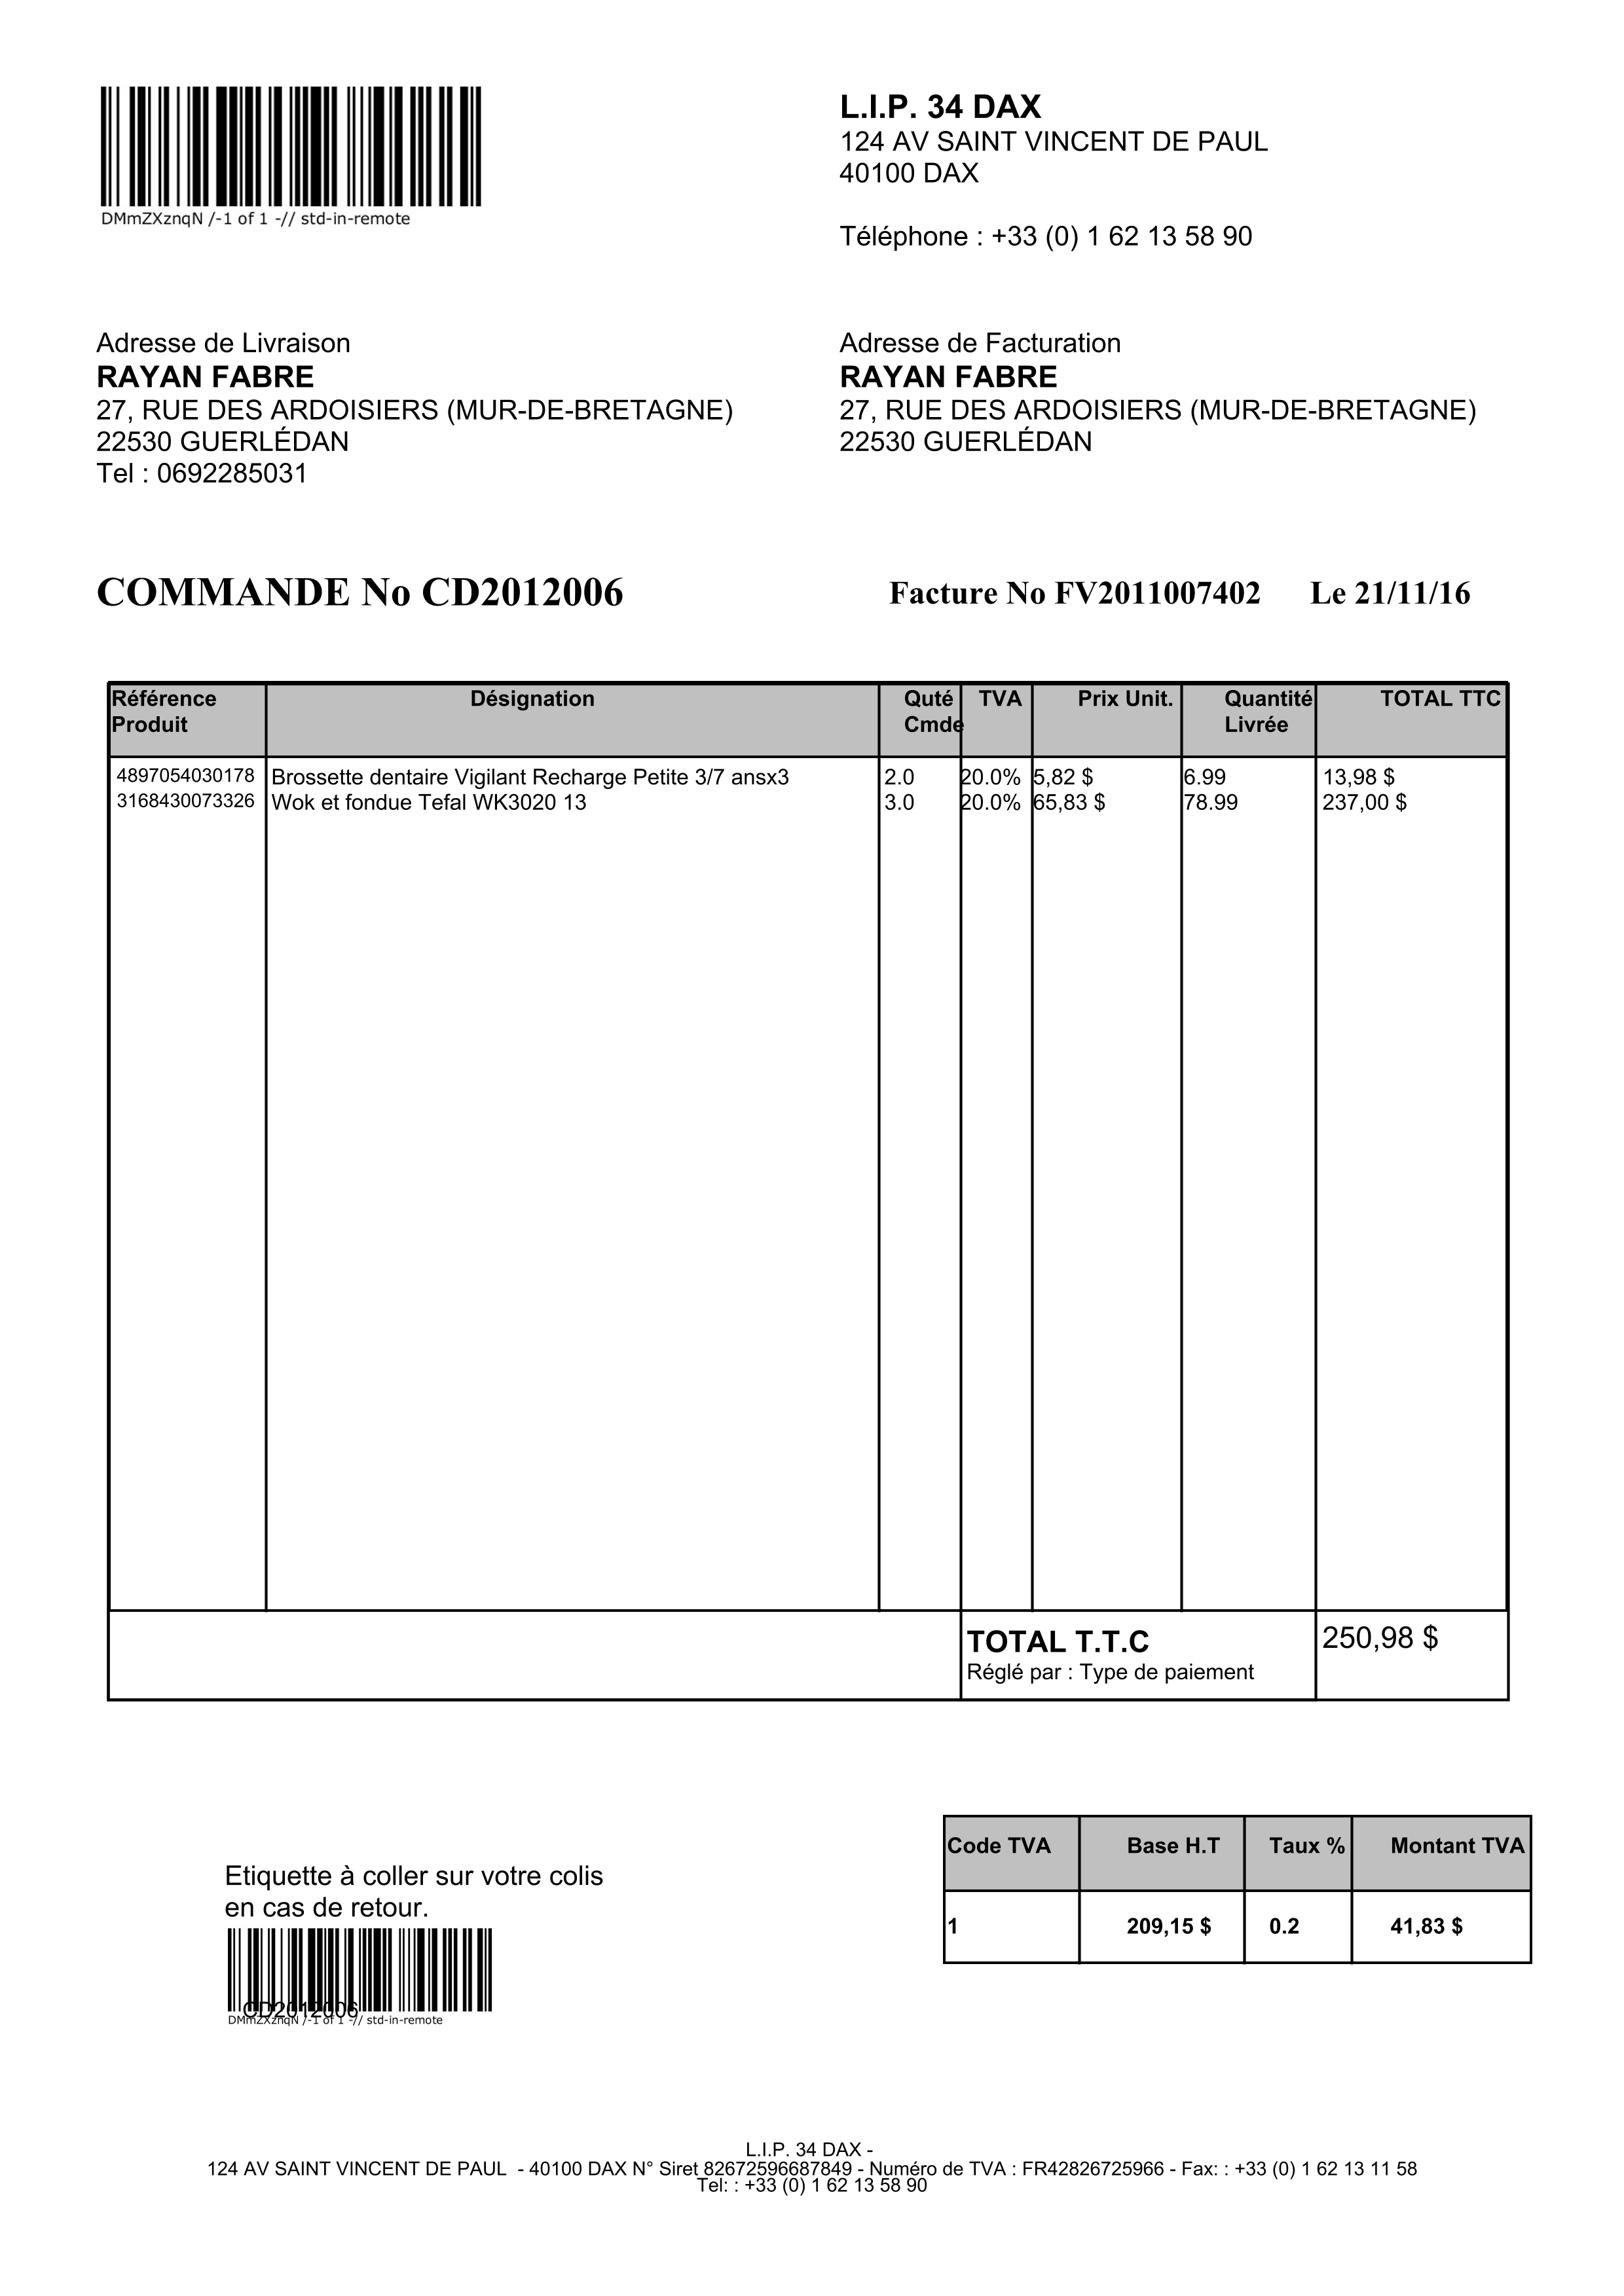 DMmZXznqN /-1 of 1 -// std-in-remote
L.I.P. 34 DAX
124 AV SAINT VINCENT DE PAUL
40100 DAX
Téléphone : +33 (0) 1 62 13 58 90
Adresse de Livraison
RAYAN FABRE
27, RUE DES ARDOISIERS (MUR-DE-BRETAGNE)
22530 GUERLÉDAN
Tel : 0692285031
Adresse de Facturation
RAYAN FABRE
27, RUE DES ARDOISIERS (MUR-DE-BRETAGNE)
22530 GUERLÉDAN
COMMANDE No CD2012006 Facture No FV2011007402 Le 21/11/16
Référence Produit Désignation Quté Cmde TVA Prix Unit. Quantité Livrée TOTAL TTC
4897054030178 Brossette dentaire Vigilant Recharge Petite 3/7 ansx3 2.0 20.0% 5,82 $ 6.99 13,98 $
3168430073326 Wok et fondue Tefal WK3020 13 3.0 20.0% 65,83 $ 78.99 237,00 $
TOTAL T.T.C 250,98 $
Réglé par : Type de paiement
Code TVA Base H.T Taux % Montant TVA
1 209,15 $ 0.2 41,83 $
Etiquette à coller sur votre colis
en cas de retour.
CD2012006
DMmZXznqN /-1 of 1 -// std-in-remote
L.I.P. 34 DAX -
124 AV SAINT VINCENT DE PAUL - 40100 DAX N° Siret 82672596687849 - Numéro de TVA : FR42826725966 - Fax: : +33 (0) 1 62 13 11 58
Tel: : +33 (0) 1 62 13 58 90